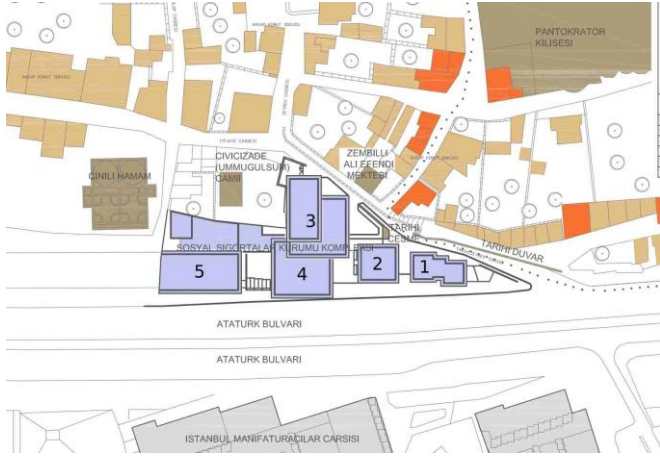 PANTOKRATOR
KILISESI
CIVICIZADE
(UMMUGULSUM)
CAMII
ZEMBILLI
ALI EFENDI
MEKTESI
CINILI HAMAM
3
TARIHI
CESME
SOSYAL SIGORTALAR KURUMU KOMPLEKSI
TARIHI DUVAR
5
4
2
1
ATATURK BULVARI
ATATURK BULVARI
ISTANBUL MANIFATURACILAR CARSISI